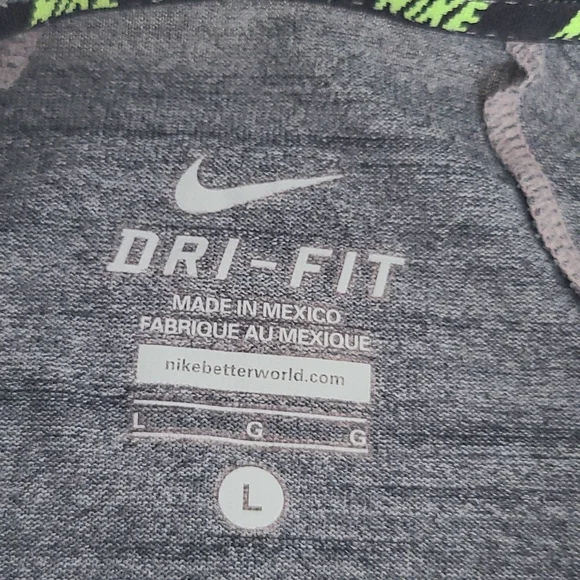 NIKE
DRI-FIT
MADE IN MEXICO
FABRIQUE AU MEXIQUE
nikebetterworld.com
L G G
L